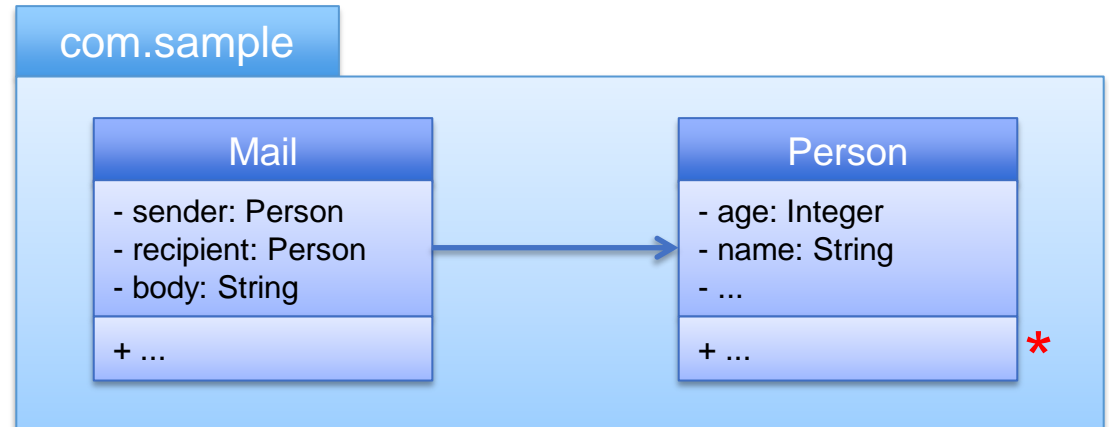 com.sample
Mail
- sender: Person
- recipient: Person
- body: String
+ ...
Person
- age: Integer
- name: String
- ...
+ ...
*